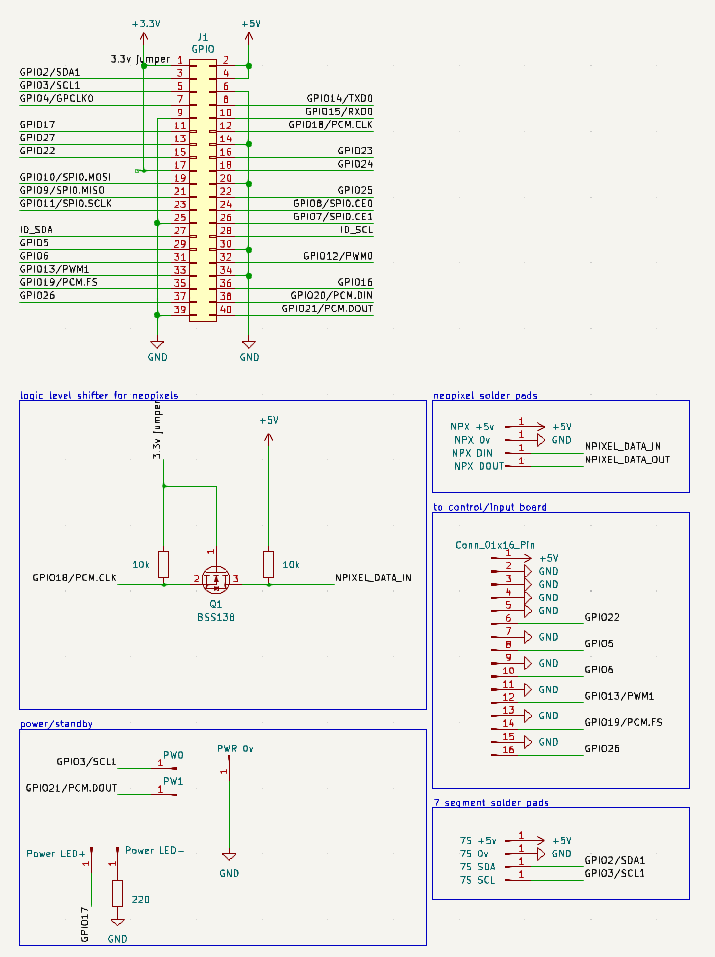 +3.3V
+5V
J1
GPIO
3.3v jumper
1 2
GPIO2/SDA1 3 4
GPIO3/SCL1 5 6
GPIO4/GPCLK0 7 8 GPIO14/TXD0
9 10 GPIO15/RXD0
GPIO17 11 12 GPIO18/PCM.CLK
GPIO27 13 14
GPIO22 15 16 GPIO23
17 18 GPIO24
GPIO10/SPI0.MOSI 19 20
GPIO9/SPI0.MISO 21 22 GPIO25
GPIO11/SPI0.SCLK 23 24 GPIO8/SPI0.CE0
25 26 GPIO7/SPI0.CE1
ID_SDA 27 28 ID_SCL
GPIO5 29 30
GPIO6 31 32 GPIO12/PWM0
GPIO13/PWM1 33 34
GPIO19/PCM.FS 35 36 GPIO16
GPIO26 37 38 GPIO20/PCM.DIN
39 40 GPIO21/PCM.DOUT
GND
GND
logic level shifter for neopixels
3.3v jumper
+5V
1
10k
10k
GPIO18/PCM.CLK
2
3
NPIXEL_DATA_IN
Q1
BSS138
neopixel solder pads
NPX +5v 1 +5V
NPX 0v 1 GND
NPX DIN 1 NPIXEL_DATA_IN
NPX DOUT 1 NPIXEL_DATA_OUT
to control/input board
Conn_01x16_Pin
1 +5V
2 GND
3 GND
4 GND
5 GND
6 GPIO22
7 GND
8 GPIO5
9 GND
10 GPIO6
11 GND
12 GPIO13/PWM1
13 GND
14 GPIO19/PCM.FS
15 GND
16 GPIO26
power/standby
PW0
GPIO3/SCL1 1
PW1
GPIO21/PCM.DOUT 1
PWR 0v
1
GND
Power LED+
1
GPIO17
Power LED-
1
220
GND
7 segment solder pads
7S +5v 1 +5V
7S 0v 1 GND
7S SDA 1 GPIO2/SDA1
7S SCL 1 GPIO3/SCL1